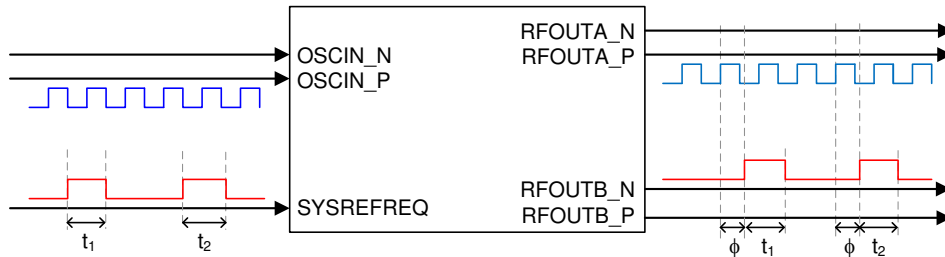 OSCIN_N
OSCIN_P
SYSREFREQ
RFOUTA_N
RFOUTA_P
RFOUTB_N
RFOUTB_P
t1
t2
ϕ
t1
ϕ
t2